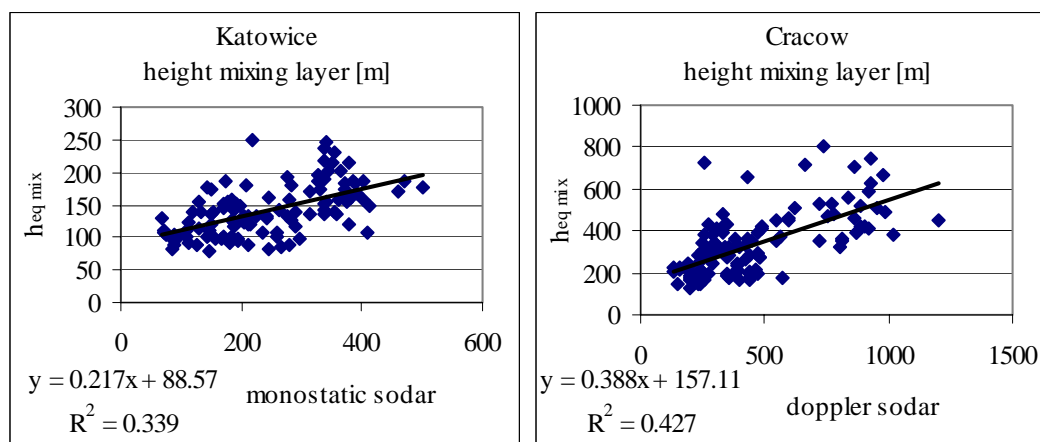 Katowice
height mixing layer [m]
heq mix
300
250
200
150
100
50
0
0 200 400 600
y = 0.217x + 88.57
monostatic sodar
R² = 0.339
Cracow
height mixing layer [m]
heq mix
1000
800
600
400
200
0
0 500 1000 1500
y = 0.388x + 157.11
doppler sodar
R² = 0.427